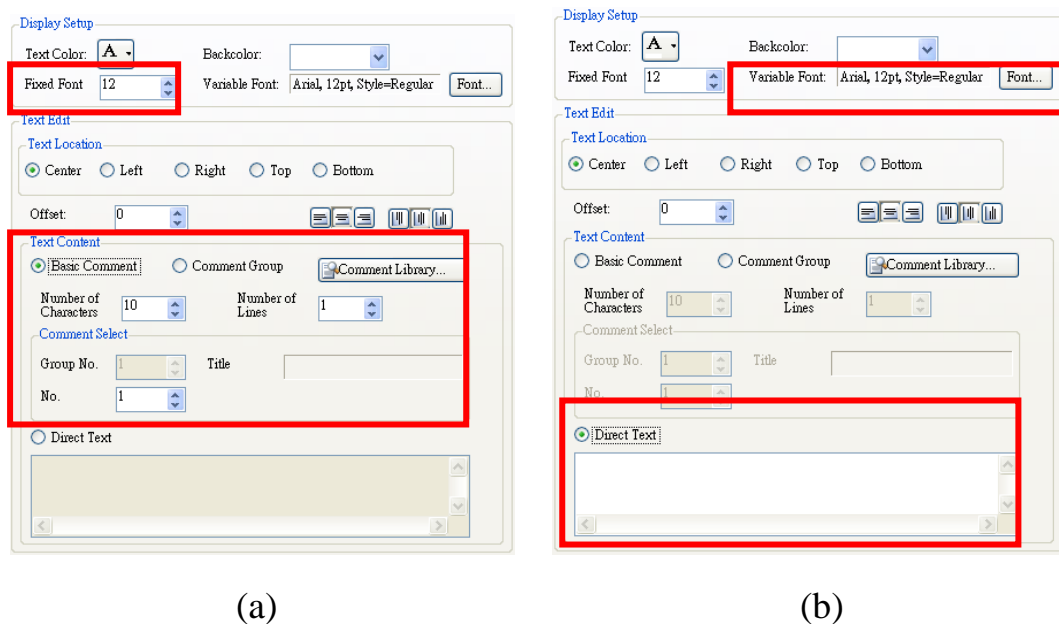 Display Setup
Text Color: A Backcolor:
Fixed Font 12 Variable Font: Arial, 12pt, Style=Regular Font...
Text Edit
Text Location
Center Left Right Top Bottom
Offset: 0
Text Content
Basic Comment Comment Group Comment Library...
Number of Characters 10 Number of Lines 1
Comment Select
Group No. 1 Title
No. 1
Direct Text
(a)
Display Setup
Text Color: A Backcolor:
Fixed Font 12 Variable Font: Arial, 12pt, Style=Regular Font...
Text Edit
Text Location
Center Left Right Top Bottom
Offset: 0
Text Content
Basic Comment Comment Group Comment Library...
Number of Characters 10 Number of Lines 1
Comment Select
Group No. 1 Title
No. 1
Direct Text
(b)